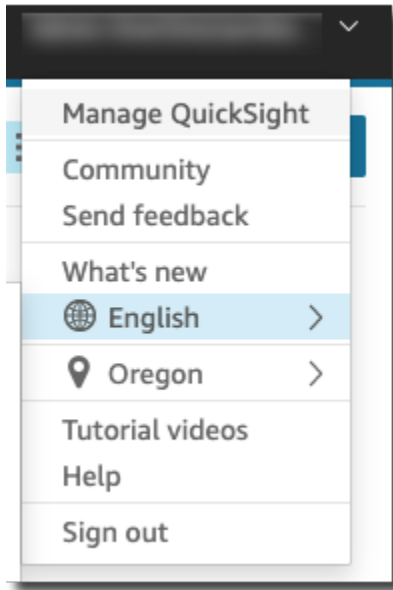 Manage QuickSight
Community
Send feedback
What's new
English
Oregon
Tutorial videos
Help
Sign out